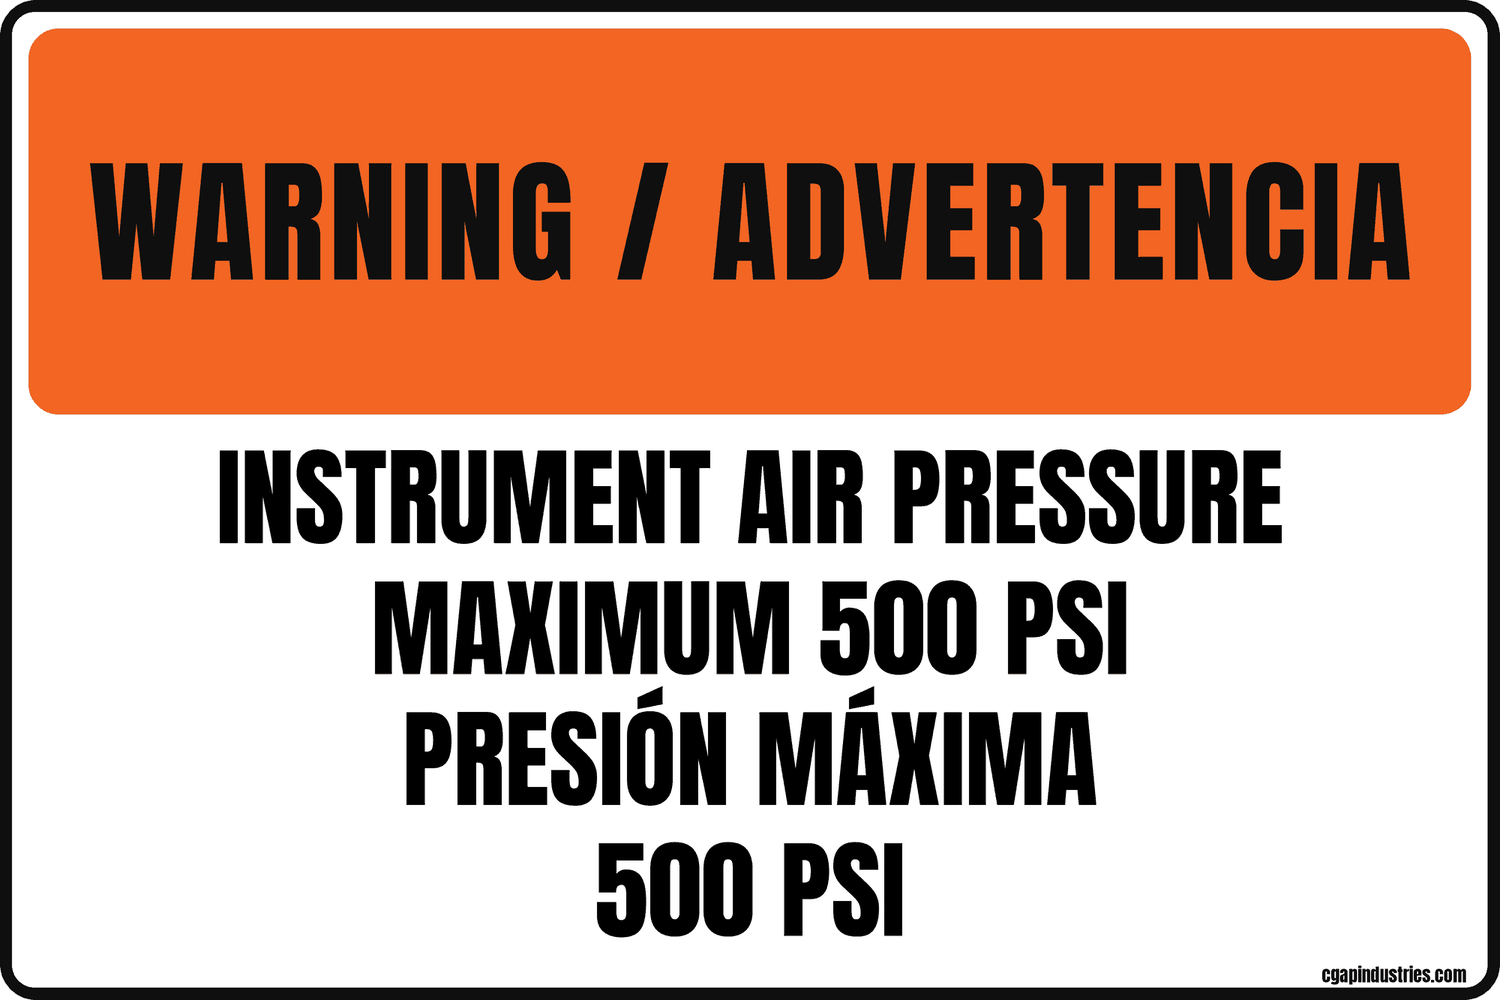 WARNING / ADVERTENCIA
INSTRUMENT AIR PRESSURE
MAXIMUM 500 PSI
PRESIÓN MÁXIMA
500 PSI
cgapindustries.com